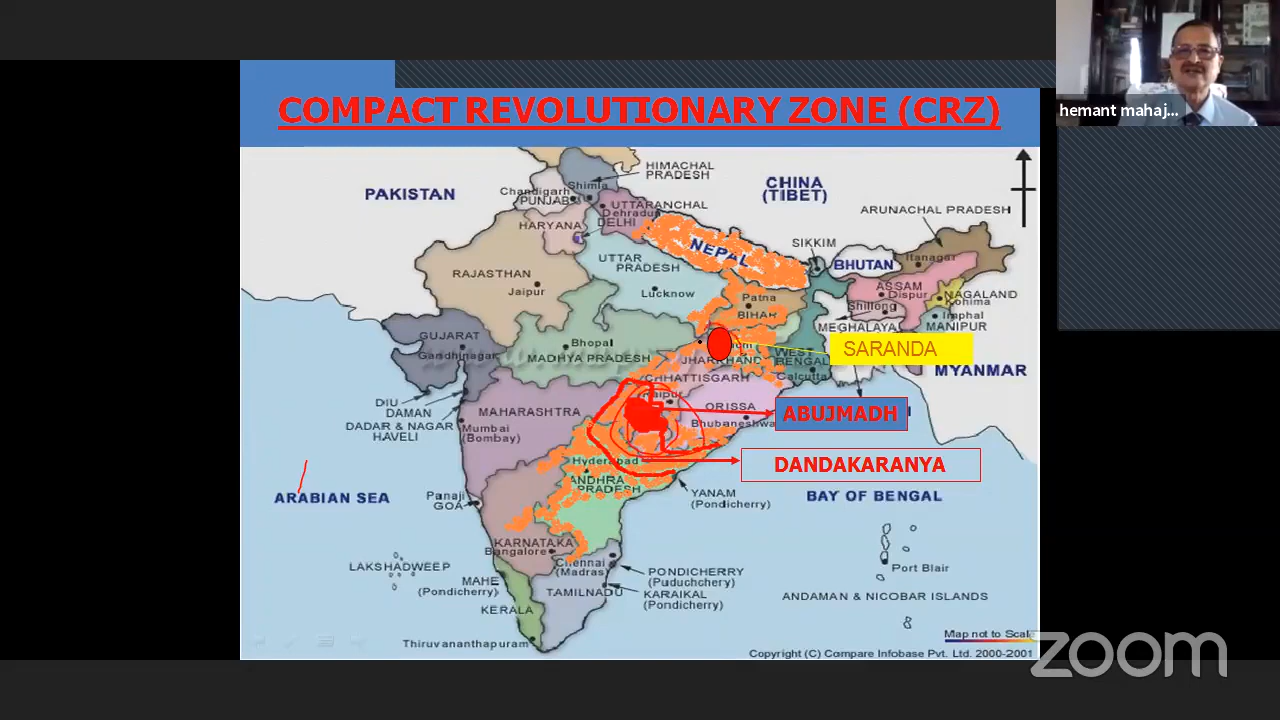 COMPACT REVOLUTIONARY ZONE (CRZ)
hemant mahaj...
HIMACHAL
PRADESH
PAKISTAN
CHINA
(TIBET)
Chandigarh
Shimla
PUNJAB
UTTARANCHAL
Dehradun
ARUNACHAL PRADESH
HARYANA
DELHI
NEPAL
SIKKIM
BHUTAN
Itanagar
UTTAR
PRADESH
RAJASTHAN
Jaipur
Lucknow
ASSAM
Dispur
NAGALAND
Kohima
Patna
BIHAR
Shillong
Imphal
MEGHALAYA
MANIPUR
GUJARAT
Gandhinagar
Bhopal
MADHYA PRADESH
JHARKHAND
WEST
BENGAL
Calcutta
SARANDA
MYANMAR
CHHATTISGARH
Raipur
DIU
DAMAN
DADAR & NAGAR
HAVELI
MAHARASHTRA
Mumbai
(Bombay)
ORISSA
Bhubaneshwa
ABUJMADH
Hyderabad
DANDAKARANYA
ANDHRA
PRADESH
ARABIAN SEA
Panaji
GOA
YANAM
(Pondicherry)
BAY OF BENGAL
KARNATAKA
Bangalore
Chennai
(Madras)
LAKSHADWEEP
MAHE
(Pondicherry)
PONDICHERRY
(Puduchchery)
KARAIKAL
(Pondicherry)
TAMILNADU
KERALA
Port Blair
ANDAMAN & NICOBAR ISLANDS
Thiruvananthapuram
Map not to Scale
Copyright (C) Compare Infobase Pvt. Ltd. 2000-2001
zoom